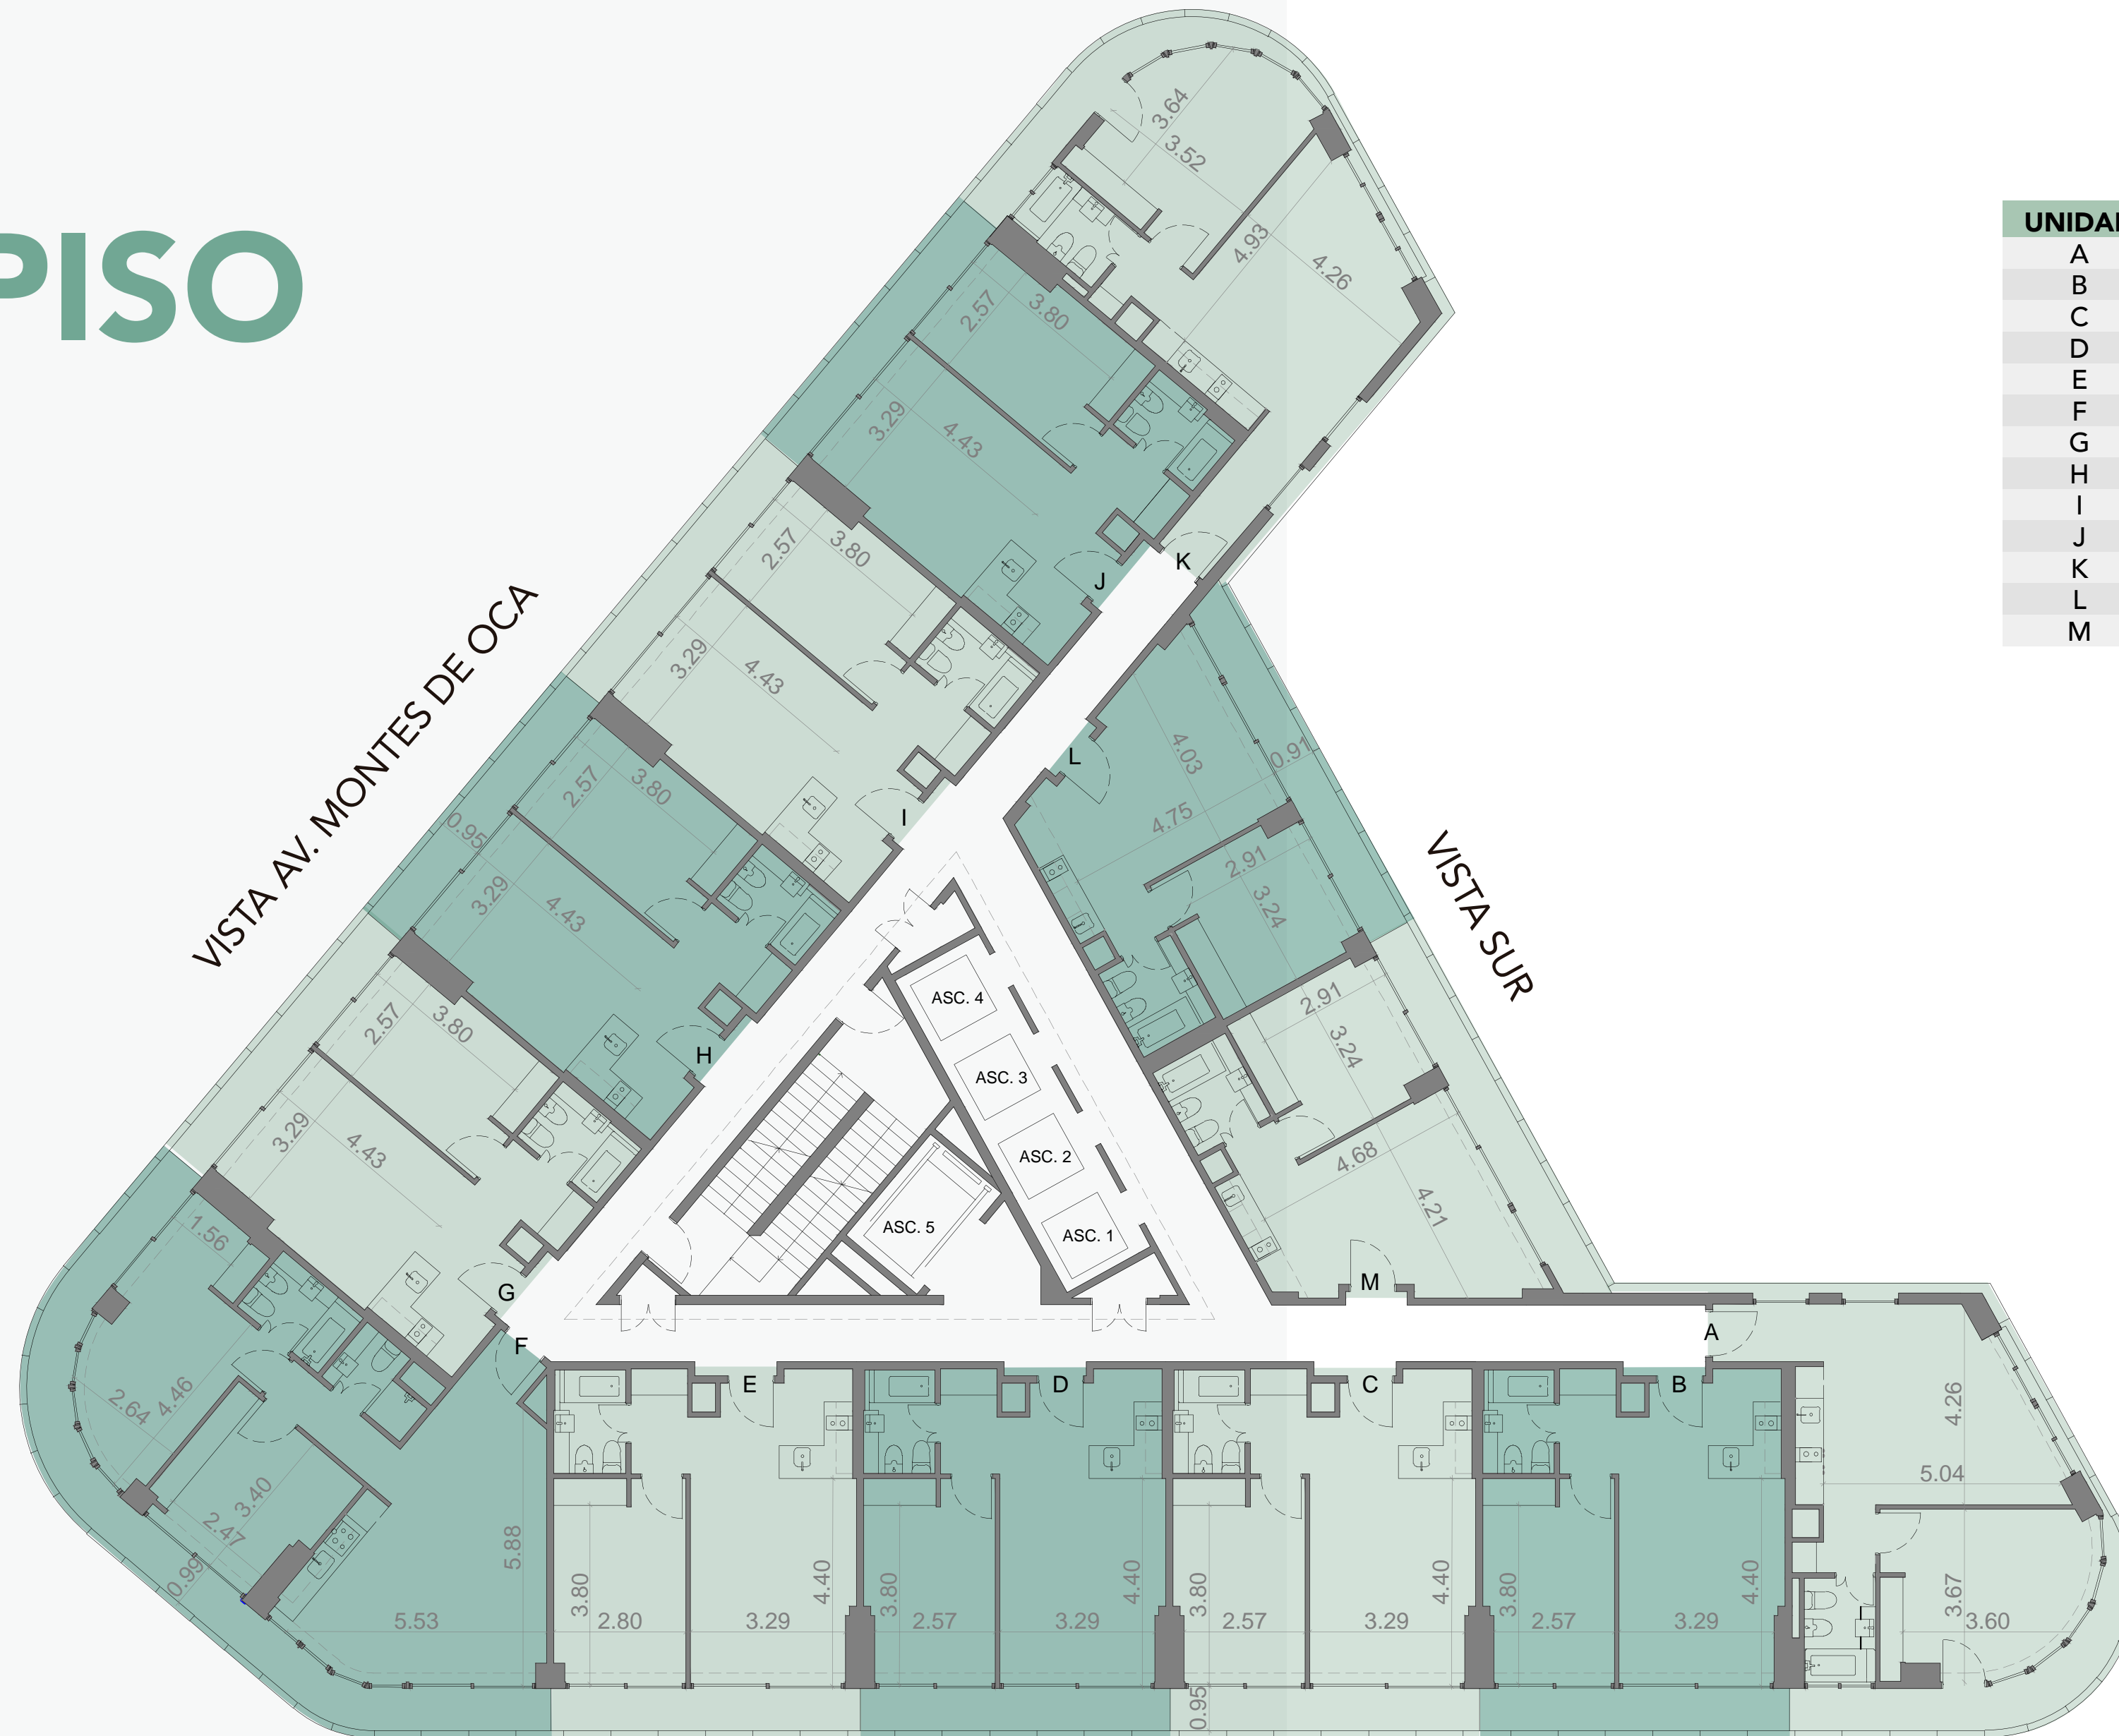 PISO
UNIDAD
A
B
C
D
E
F
G
H
I
J
K
L
M
VISTA AV. MONTES DE OCA
VISTA SUR
3.64
3.52
4.93
4.26
K
2.57
3.80
3.29
4.43
J
2.57
3.80
3.29
4.43
I
0.95
2.57
3.80
3.29
4.43
H
2.57
3.80
3.29
4.43
G
L
4.03
0.91
4.75
2.91
3.24
2.91
3.24
4.68
4.21
M
ASC. 4
ASC. 3
ASC. 2
ASC. 1
ASC. 5
1.56
2.64
4.46
3.40
2.47
0.99
F
5.88
5.53
E
3.80
2.80
4.40
3.29
D
3.80
2.57
4.40
3.29
C
3.80
2.57
4.40
3.29
0.95
B
3.80
2.57
4.40
3.29
A
4.26
5.04
3.67
3.60